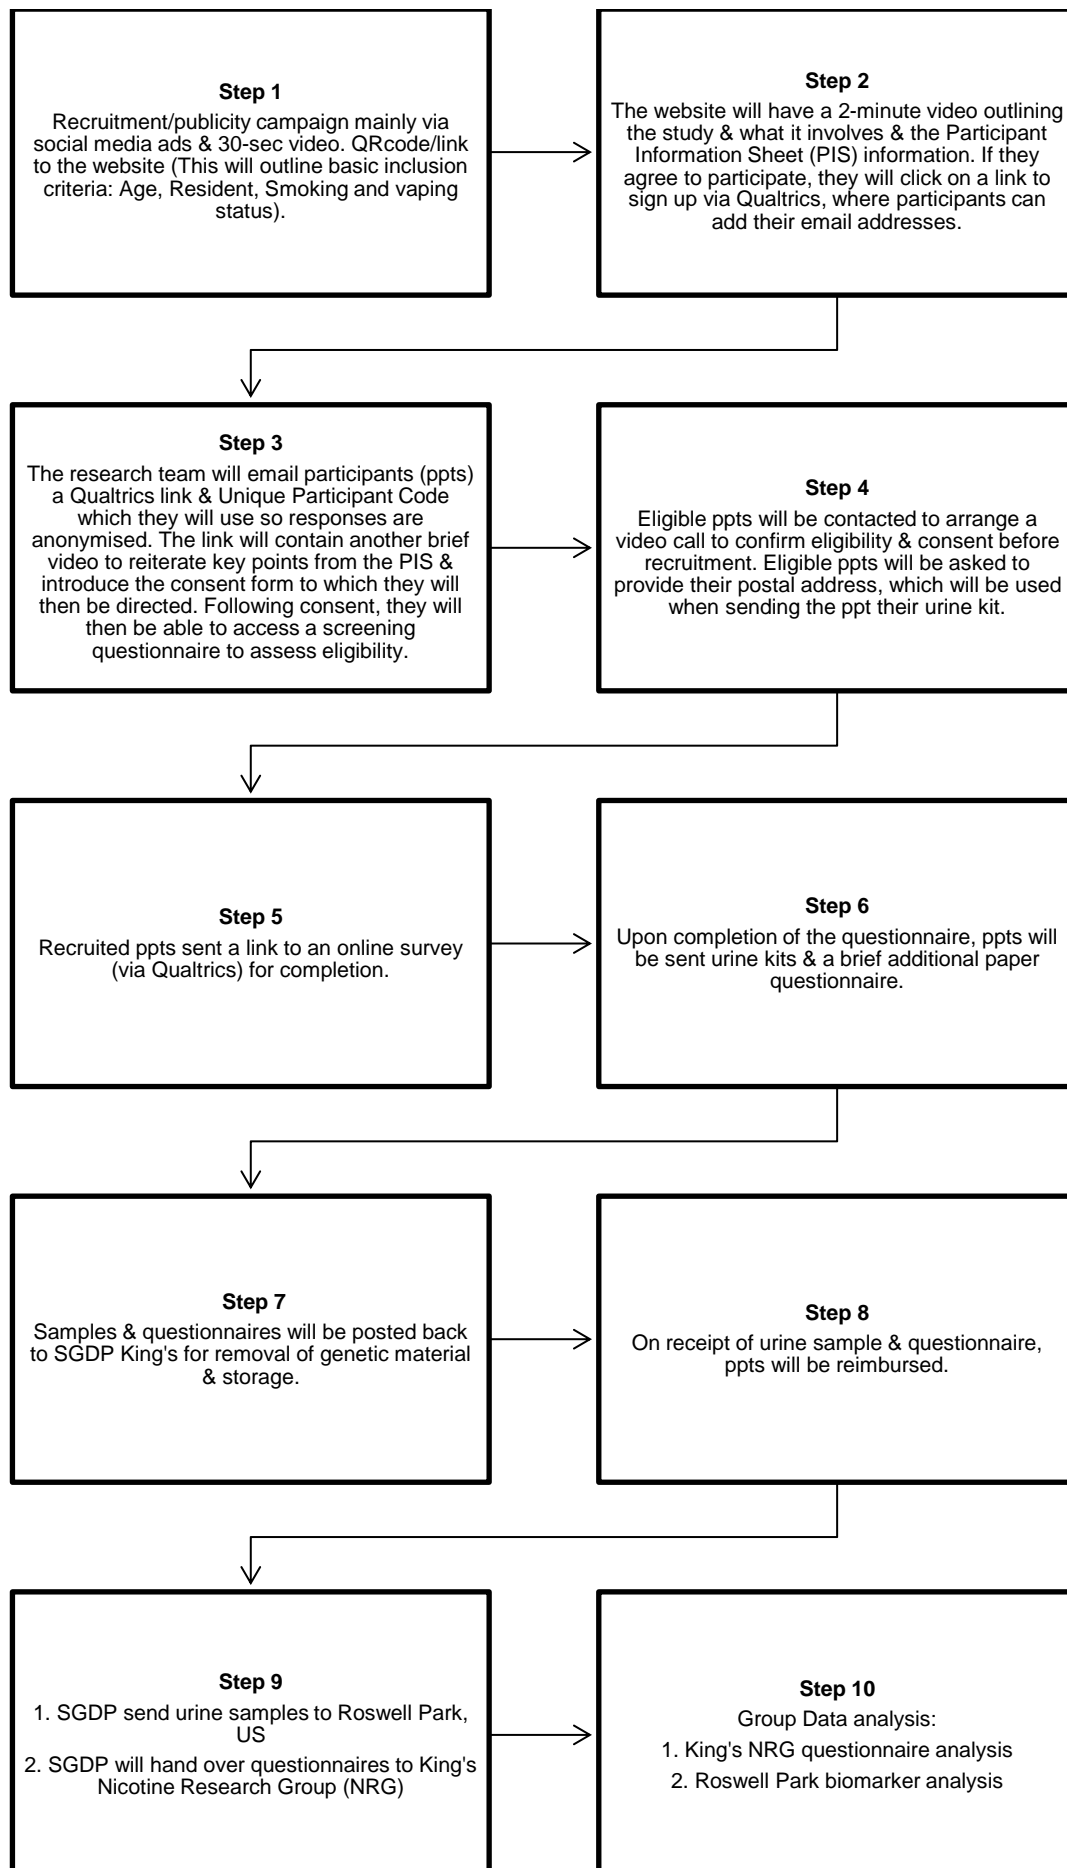 Step 1
Recruitment/publicity campaign mainly via
social media ads & 30-sec video. QRcode/link
to the website (This will outline basic inclusion
criteria: Age, Resident, Smoking and vaping
status).
Step 2
The website will have a 2-minute video outlining
the study & what it involves & the Participant
Information Sheet (PIS) information. If they
agree to participate, they will click on a link to
sign up via Qualtrics, where participants can
add their email addresses.
Step 3
The research team will email participants (ppts)
a Qualtrics link & Unique Participant Code
which they will use so responses are
anonymised. The link will contain another brief
video to reiterate key points from the PIS &
introduce the consent form to which they will
then be directed. Following consent, they will
then be able to access a screening
questionnaire to assess eligibility.
Step 4
Eligible ppts will be contacted to arrange a
video call to confirm eligibility & consent before
recruitment. Eligible ppts will be asked to
provide their postal address, which will be used
when sending the ppt their urine kit.
Step 5
Recruited ppts sent a link to an online survey
(via Qualtrics) for completion.
Step 6
Upon completion of the questionnaire, ppts will
be sent urine kits & a brief additional paper
questionnaire.
Step 7
Samples & questionnaires will be posted back
to SGDP King's for removal of genetic material
& storage.
Step 8
On receipt of urine sample & questionnaire,
ppts will be reimbursed.
Step 9
1. SGDP send urine samples to Roswell Park,
US
2. SGDP will hand over questionnaires to King's
Nicotine Research Group (NRG)
Step 10
Group Data analysis:
1. King's NRG questionnaire analysis
2. Roswell Park biomarker analysis